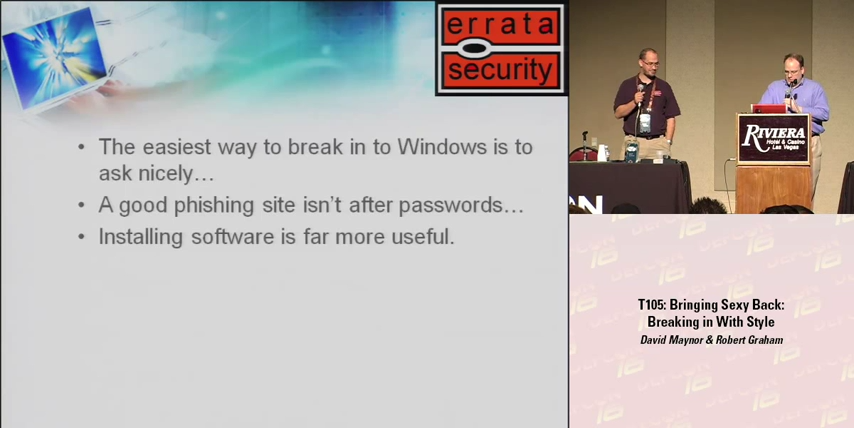 errata
security
• The easiest way to break in to Windows is to
ask nicely…
• A good phishing site isn't after passwords…
• Installing software is far more useful.
RIVIERA
Hotel & Casino
Las Vegas
ON
T105: Bringing Sexy Back:
Breaking in With Style
David Maynor & Robert Graham